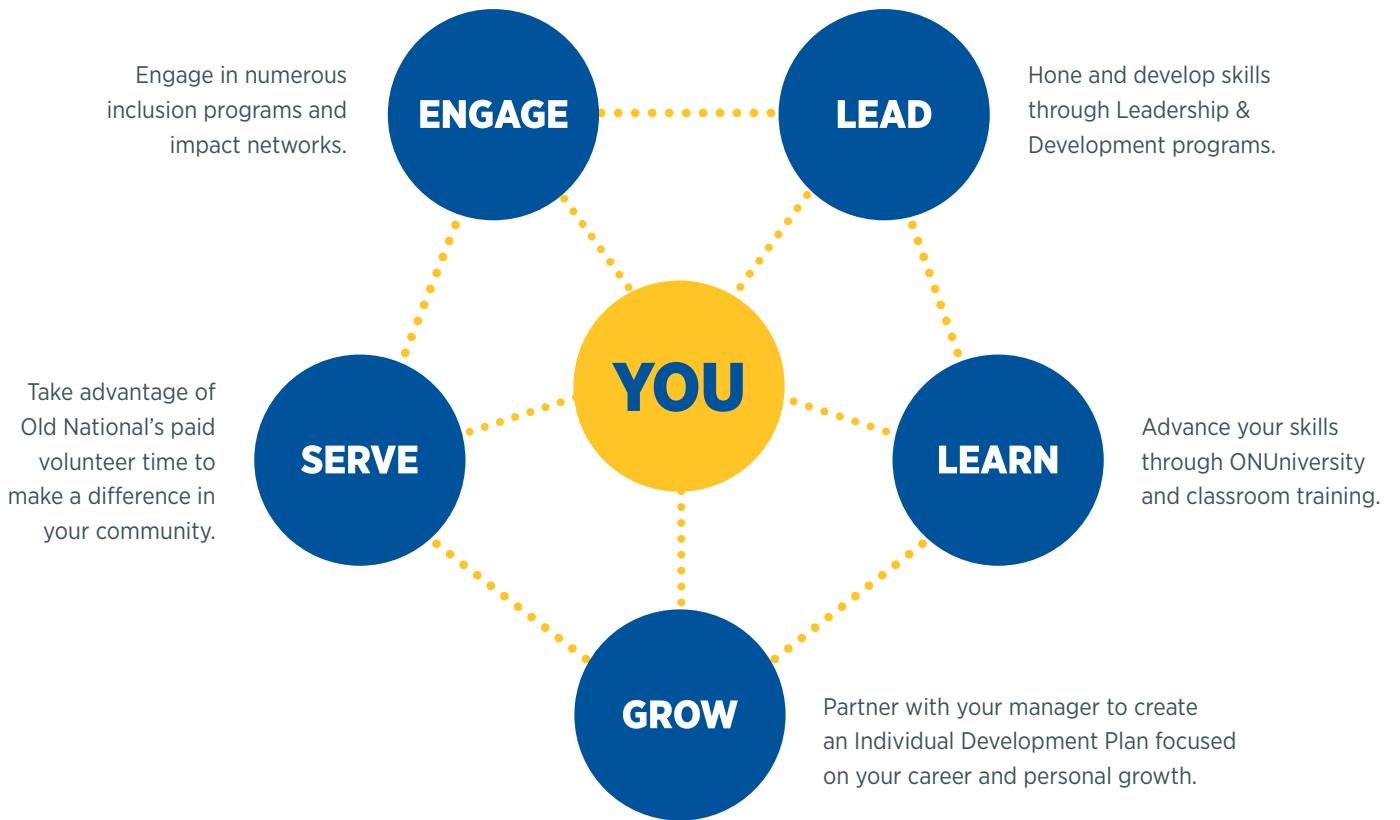 Engage in numerous
inclusion programs and
impact networks.
ENGAGE
LEAD
Hone and develop skills
through Leadership &
Development programs.
YOU
Take advantage of
Old National’s paid
volunteer time to
make a difference in
your community.
SERVE
LEARN
Advance your skills
through ONUniversity
and classroom training.
GROW
Partner with your manager to create
an Individual Development Plan focused
on your career and personal growth.